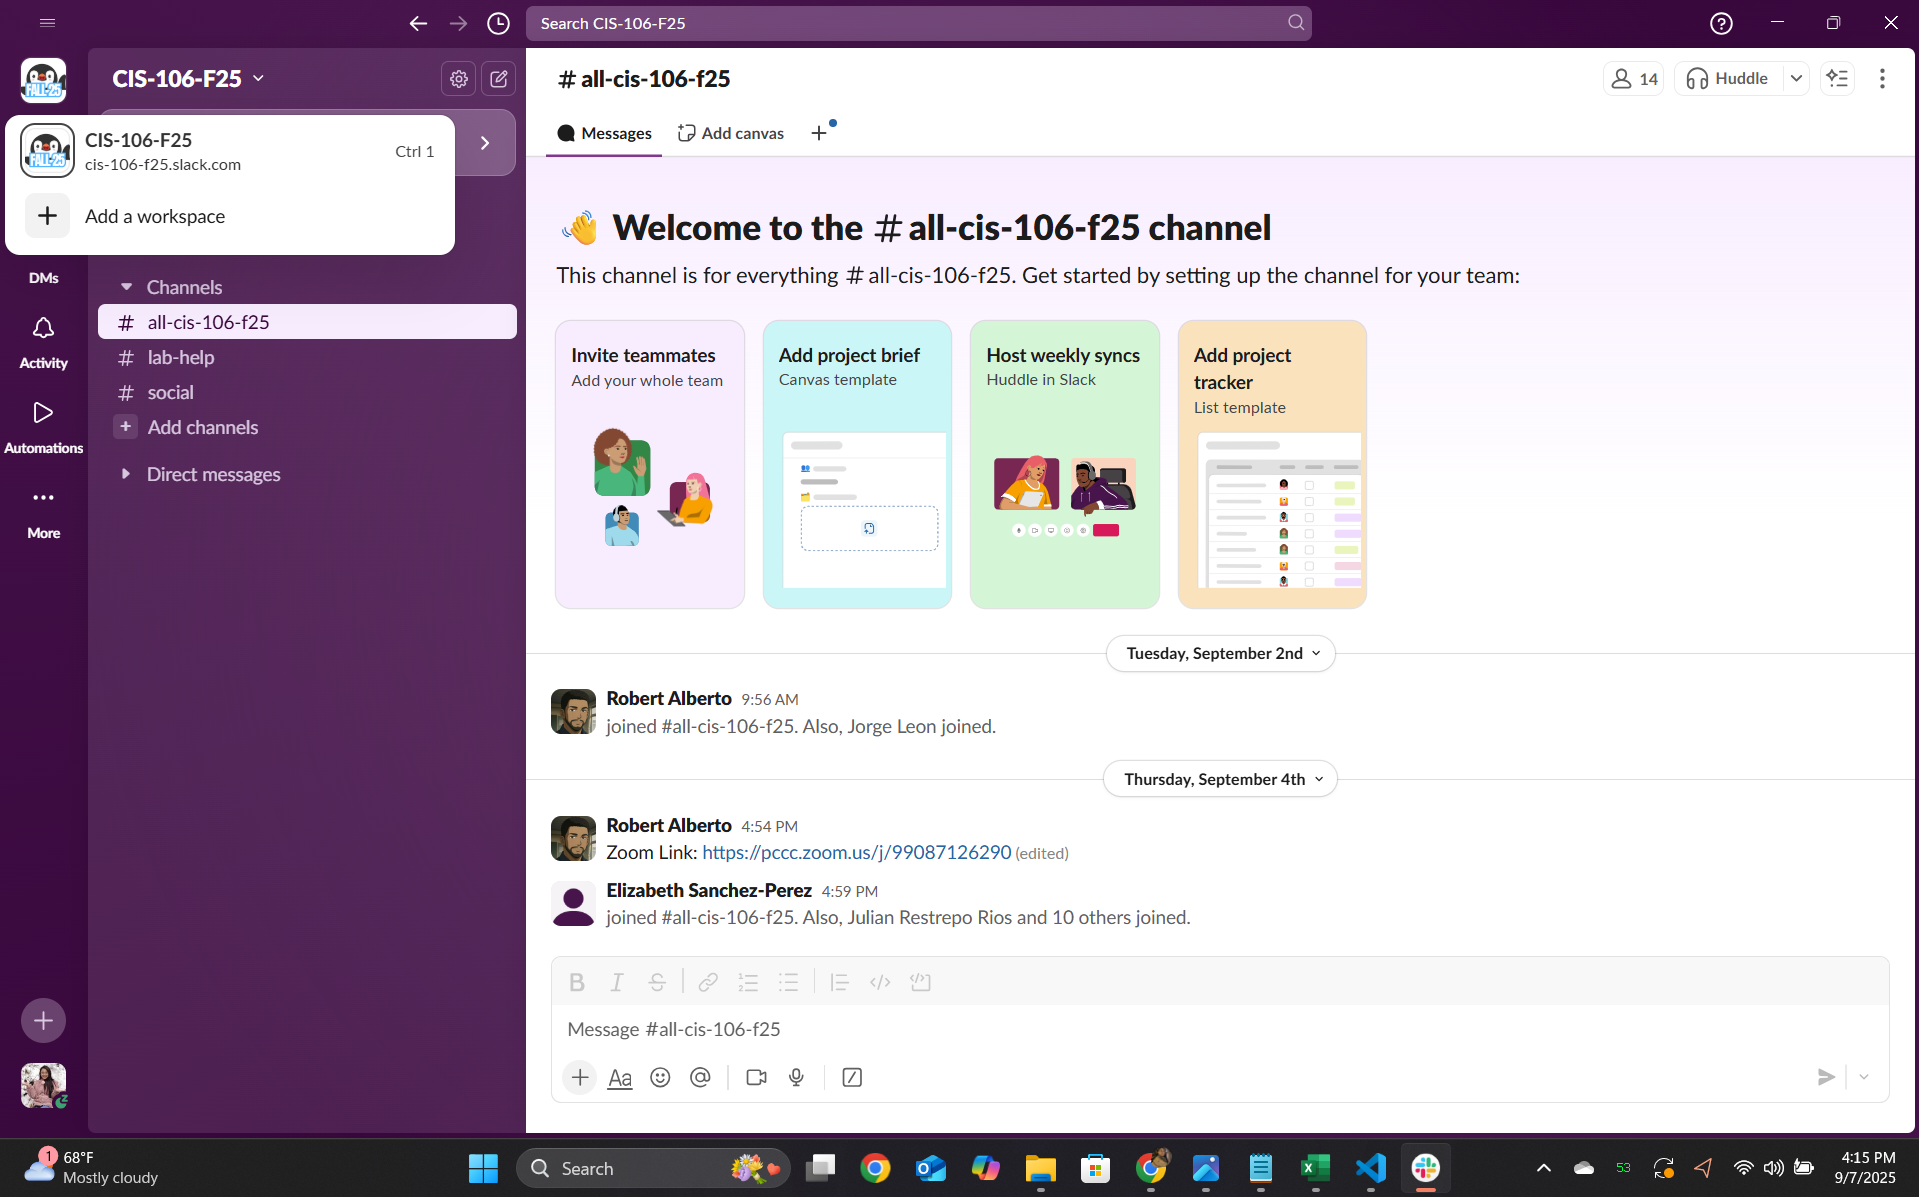 Search CIS-106-F25
FALL-25
CIS-106-F25
FALL-25
CIS-106-F25
cis-106-f25.slack.com
Ctrl 1
Add a workspace
DMs
Activity
Automations
More
Channels
all-cis-106-f25
lab-help
social
Add channels
Direct messages
# all-cis-106-f25
14
Huddle
Messages
Add canvas
Welcome to the # all-cis-106-f25 channel
This channel is for everything # all-cis-106-f25. Get started by setting up the channel for your team:
Invite teammates
Add your whole team
Add project brief
Canvas template
Host weekly syncs
Huddle in Slack
Add project
tracker
List template
Tuesday, September 2nd
Robert Alberto 9:56 AM
joined #all-cis-106-f25. Also, Jorge Leon joined.
Thursday, September 4th
Robert Alberto 4:54 PM
Zoom Link: https://pccc.zoom.us/j/99087126290 (edited)
Elizabeth Sanchez-Perez 4:59 PM
joined #all-cis-106-f25. Also, Julian Restrepo Rios and 10 others joined.
Message #all-cis-106-f25
Aa
1
68°F
Mostly cloudy
Search
53
4:15 PM
9/7/2025